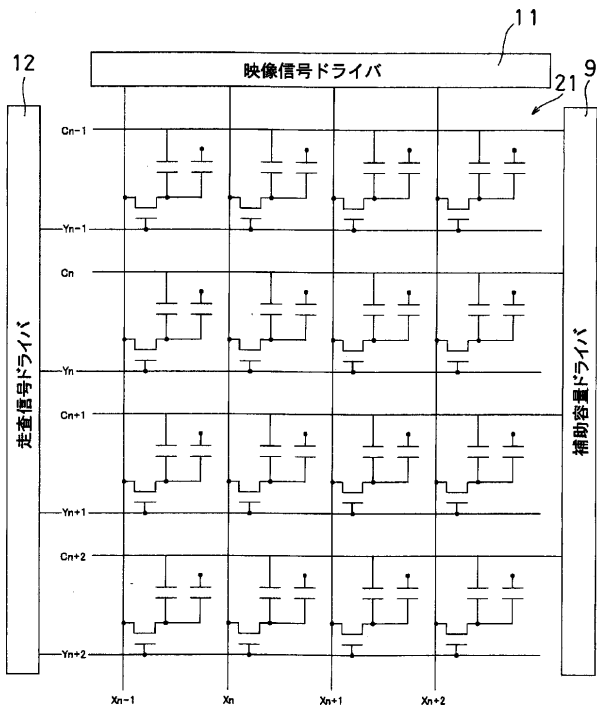 11
映像信号ドライバ
12
9
21
Cn-1
Yn-1
Cn
Yn
Cn+1
Yn+1
Cn+2
Yn+2
走査信号ドライバ
補助容量ドライバ
Xn-1
Xn
Xn+1
Xn+2